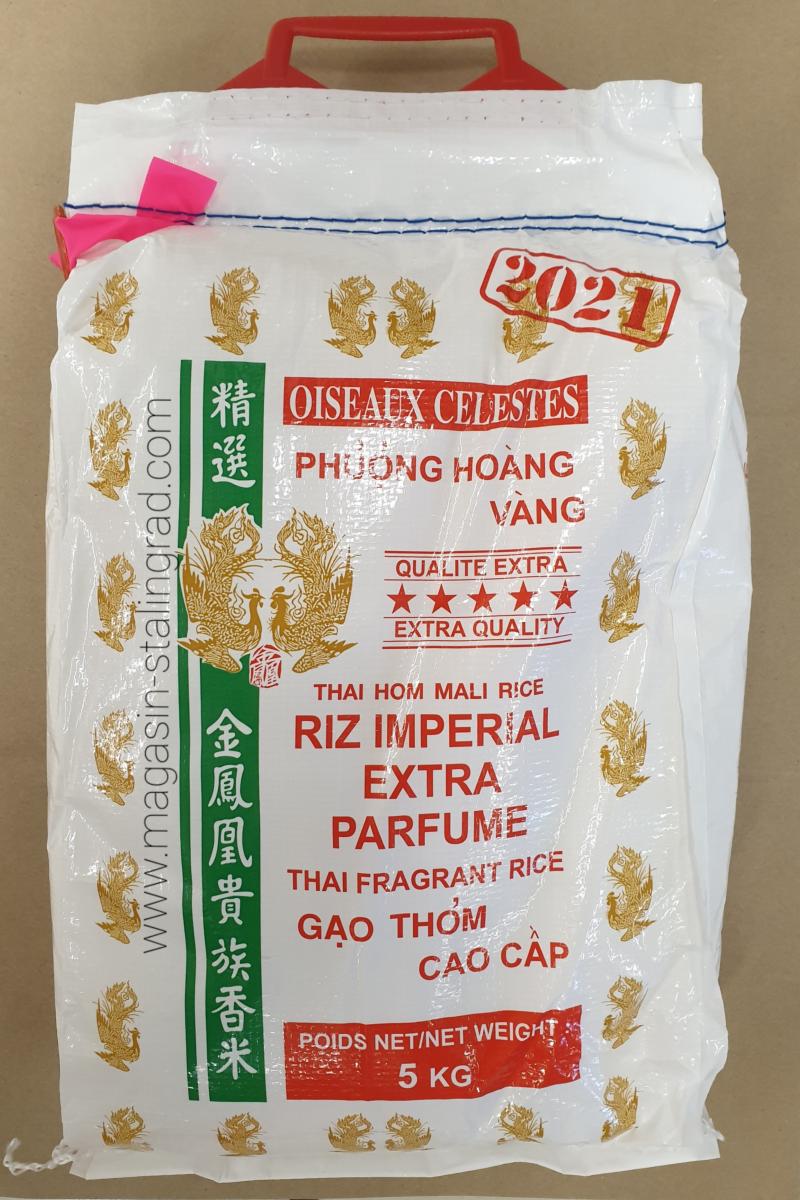 2021
OISEAUX CELESTES
PHƯỢNG HOÀNG
VÀNG
QUALITE EXTRA
EXTRA QUALITY
THAI HOM MALI RICE
RIZ IMPERIAL
EXTRA
PARFUME
THAI FRAGRANT RICE
GẠO THỎM
CAO CẦP
POIDS NET/NET WEIGHT :
5 KG
精選
金鳳凰貴族香米
www.magasin-stalingrad.com